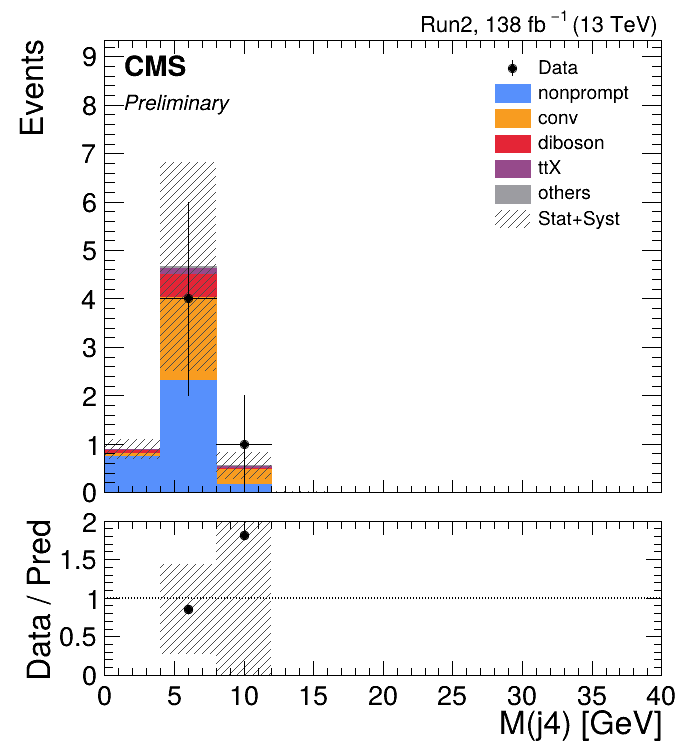 Run2, 138 fb⁻¹ (13 TeV)
CMS
Preliminary
Events
9
8
7
6
5
4
3
2
1
0
Data
nonprompt
conv
diboson
ttX
others
Stat+Syst
Data / Pred
2
1.5
1
0.5
0
0 5 10 15 20 25 30 35 40
M(j4) [GeV]